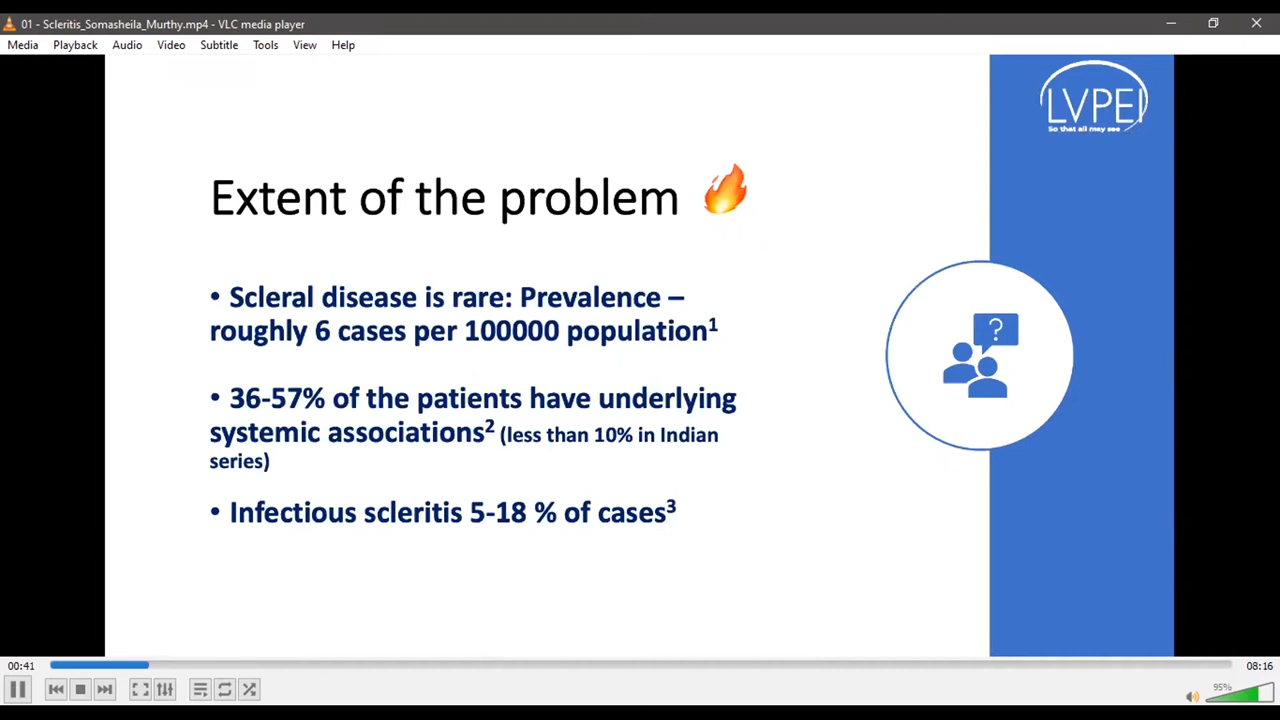 01 - Scleritis_Somasheila_Murthy.mp4 - VLC media player
Media Playback Audio Video Subtitle Tools View Help
LVPEI
So that all may see
Extent of the problem
• Scleral disease is rare: Prevalence –
roughly 6 cases per 100000 population¹
?
• 36-57% of the patients have underlying
systemic associations² (less than 10% in Indian
series)
• Infectious scleritis 5-18 % of cases³
00:41
08:16
95%